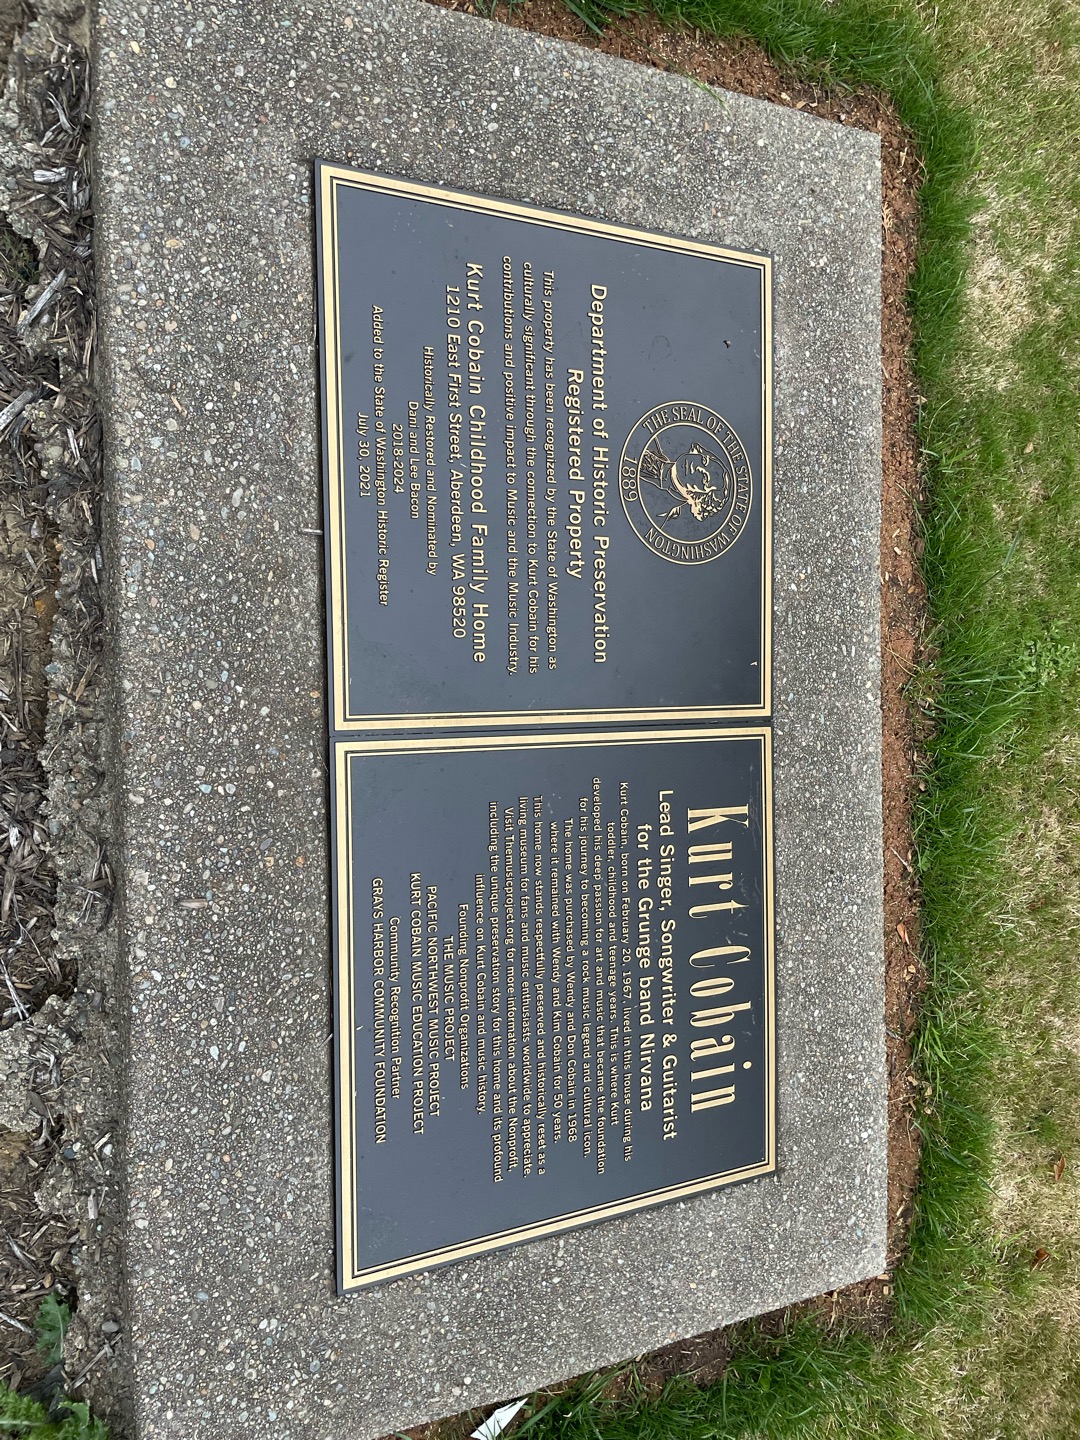 THE SEAL OF THE STATE OF WASHINGTON
1889
Department of Historic Preservation
Registered Property
This property has been recognized by the State of Washington as
culturally significant through the connection to Kurt Cobain for his
contributions and positive impact to Music and the Music Industry.
Kurt Cobain Childhood Family Home
1210 East First Street, Aberdeen, WA 98520
Historically Restored and Nominated by
Dani and Lee Bacon
2018-2024
Added to the State of Washington Historic Register
July 30, 2021
Kurt Cobain
Lead Singer, Songwriter & Guitarist
for the Grunge band Nirvana
Kurt Cobain, born on February 20, 1967, lived in this house during his
toddler, childhood and teenage years. This is where Kurt
developed his deep passion for art and music that became the foundation
for his journey to becoming a rock music legend and cultural icon.
The home was purchased by Wendy and Don Cobain in 1968
where it remained with Wendy and Kim Cobain for 50 years.
This home now stands respectfully preserved and historically reset as a
living museum for fans and music enthusiasts worldwide to appreciate.
Visit Themusicproject.org for more information about the Nonprofit,
including the unique preservation story for this home and its profound
influence on Kurt Cobain and music history.
Founding Nonprofit Organizations
THE MUSIC PROJECT
PACIFIC NORTHWEST MUSIC PROJECT
KURT COBAIN MUSIC EDUCATION PROJECT
Community Recognition Partner
GRAYS HARBOR COMMUNITY FOUNDATION